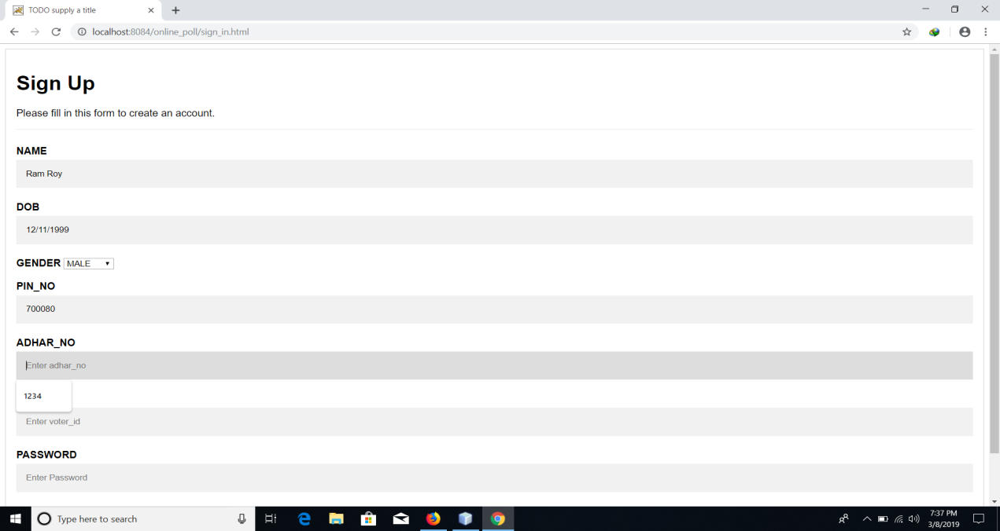 TODO supply a title
localhost:8084/online_poll/sign_in.html
Sign Up
Please fill in this form to create an account.
NAME
Ram Roy
DOB
12/11/1999
GENDER MALE
PIN_NO
700080
ADHAR_NO
Enter adhar_no
1234
Enter voter_id
PASSWORD
Enter Password
Type here to search
7:37 PM
3/8/2019